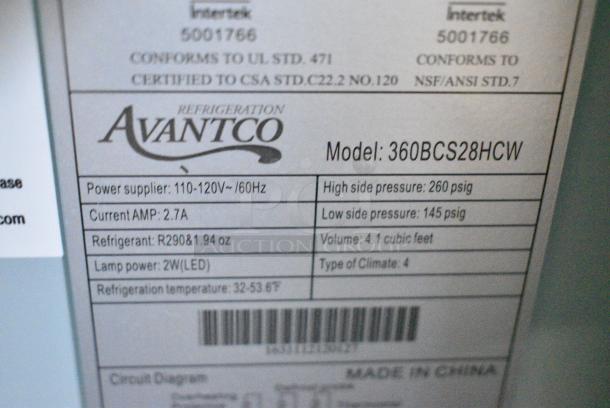 Intertek Intertek
5001766 5001766
CONFORMS TO UL STD. 471 CONFORMS TO
CERTIFIED TO CSA STD.C22.2 NO.120 NSF/ANSI STD.7
REFRIGERATION
AVANTCO
Model: 360BCS28HCW
ase
com
Power supplier: 110-120V~ /60Hz High side pressure: 260 psig
Current AMP: 2.7A Low side pressure: 145 psig
Refrigerant: R290&1.94 oz Volume: 4.1 cubic feet
AUCTION GROUP
Lamp power: 2W(LED) Type of Climate: 4
Refrigeration temperature: 32-53.6℉
Circuit Diagram MADE IN CHINA